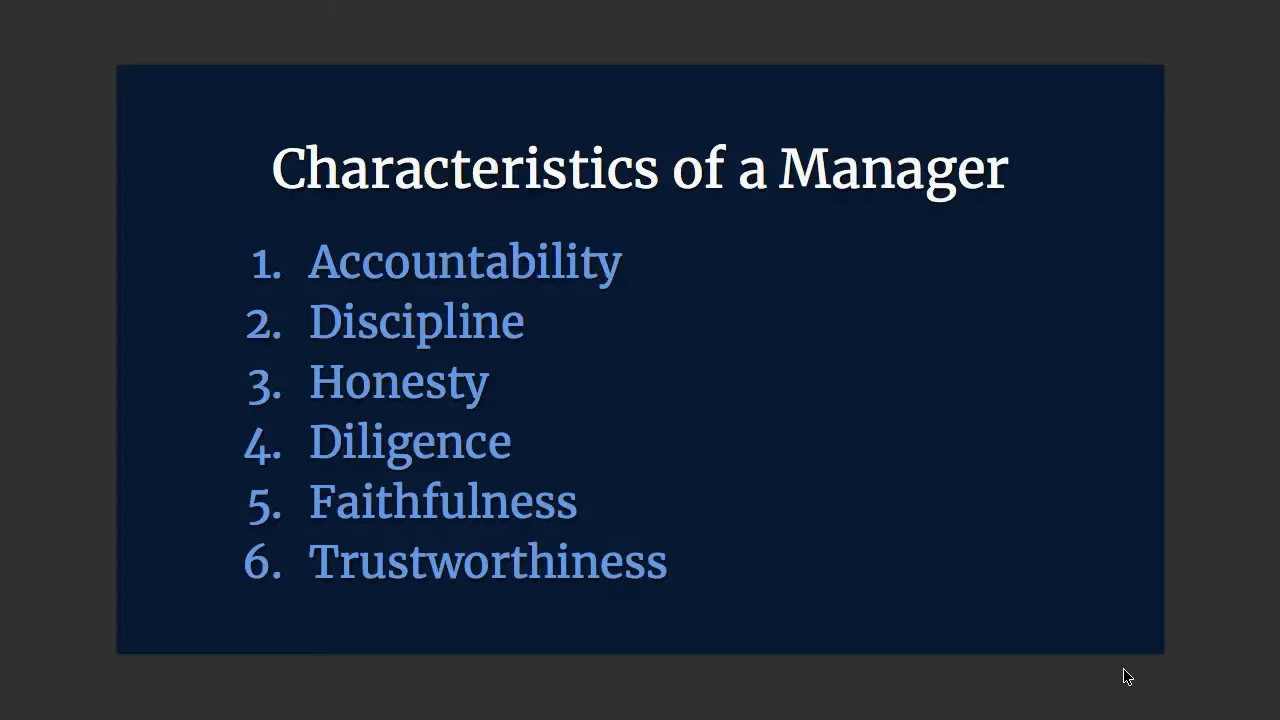 Characteristics of a Manager
1. Accountability
2. Discipline
3. Honesty
4. Diligence
5. Faithfulness
6. Trustworthiness